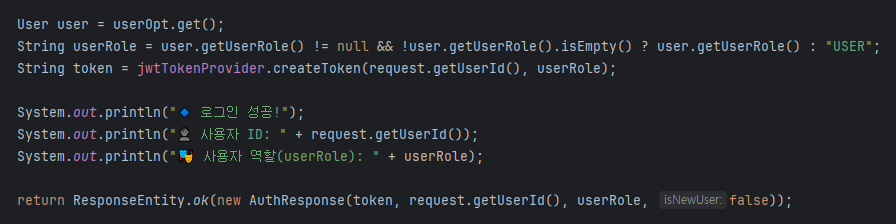 User user = userOpt.get();
String userRole = user.getUserRole() != null && !user.getUserRole().isEmpty() ? user.getUserRole() : "USER";
String token = jwtTokenProvider.createToken(request.getUserId(), userRole);
System.out.println("🔹 로그인 성공!");
System.out.println("👤 사용자 ID: " + request.getUserId());
System.out.println("🎭 사용자 역할(userRole): " + userRole);
return ResponseEntity.ok(new AuthResponse(token, request.getUserId(), userRole, isNewUser: false));